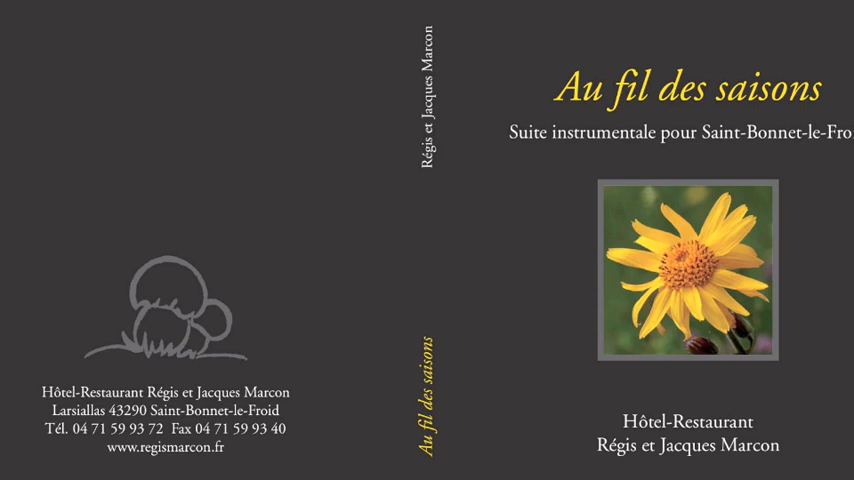 Hôtel-Restaurant Régis et Jacques Marcon
Larsiallas 43290 Saint-Bonnet-le-Froid
Tél. 04 71 59 93 72 Fax 04 71 59 93 40
www.regismarcon.fr
Régis et Jacques Marcon
Au fil des saisons
Au fil des saisons
Suite instrumentale pour Saint-Bonnet-le-Froi
Hôtel-Restaurant
Régis et Jacques Marcon